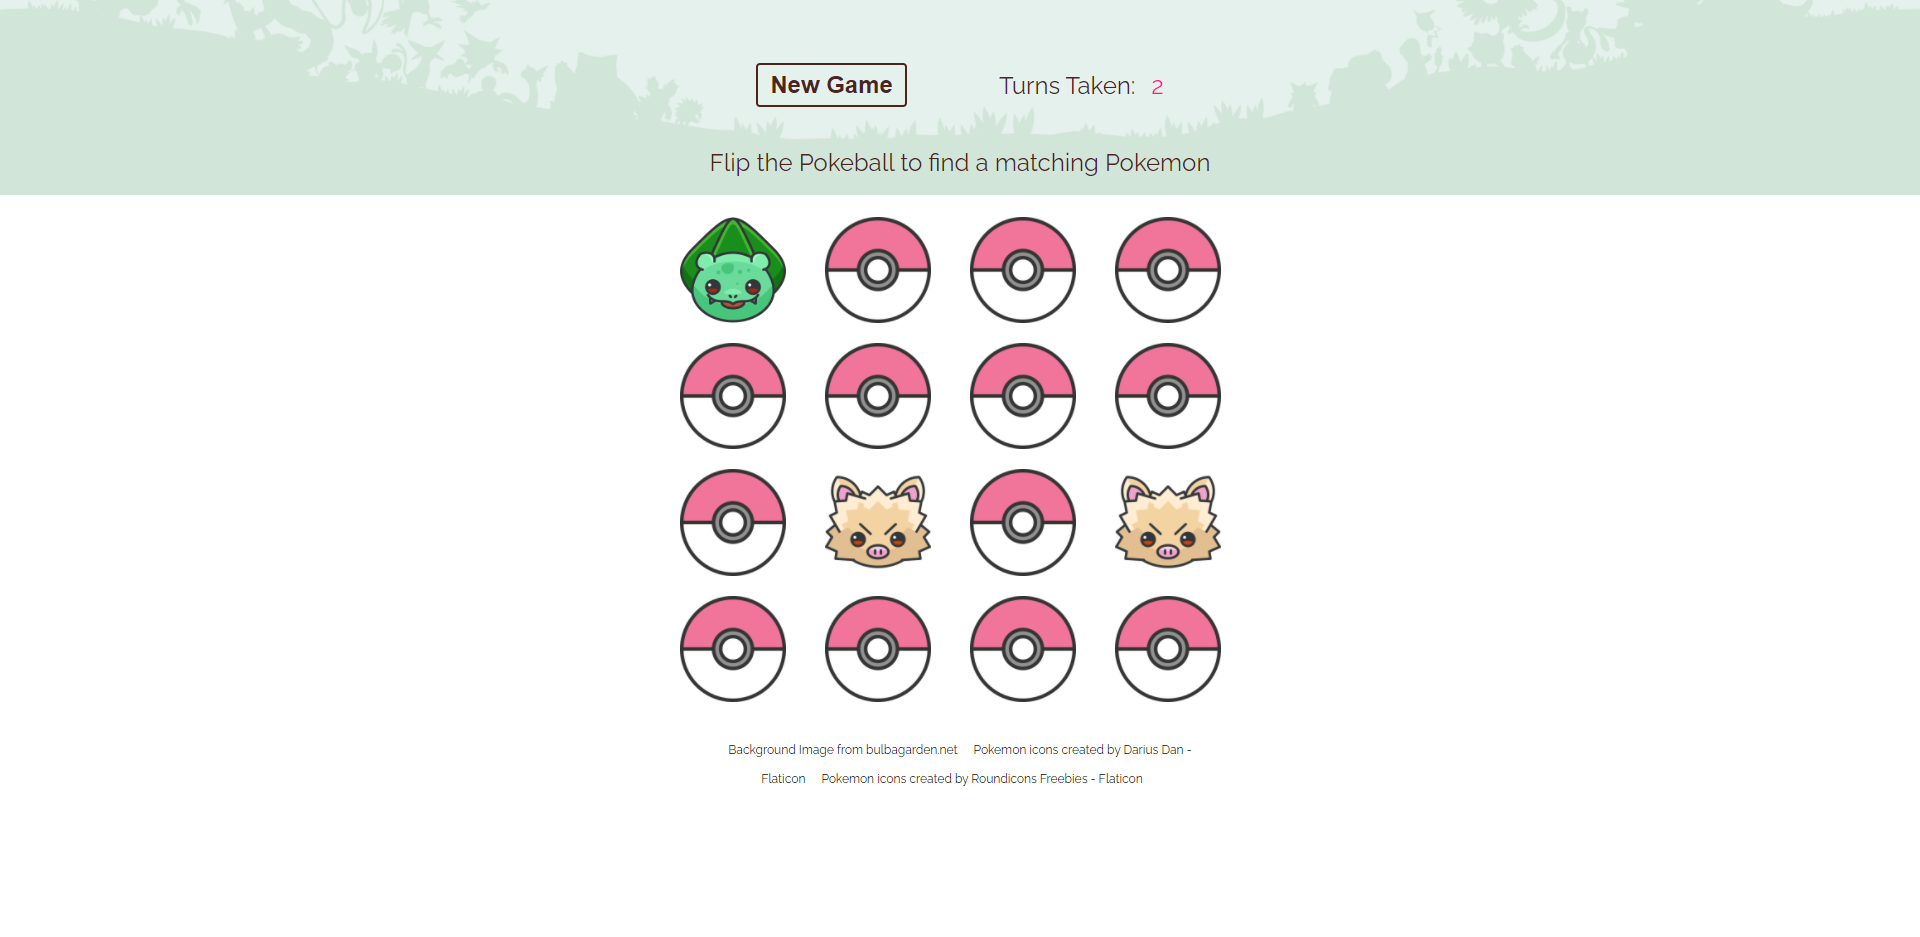 New Game Turns Taken: 2
Flip the Pokeball to find a matching Pokemon
Background Image from bulbagarden.net Pokemon icons created by Darius Dan -
Flaticon Pokemon icons created by Roundicons Freebies - Flaticon